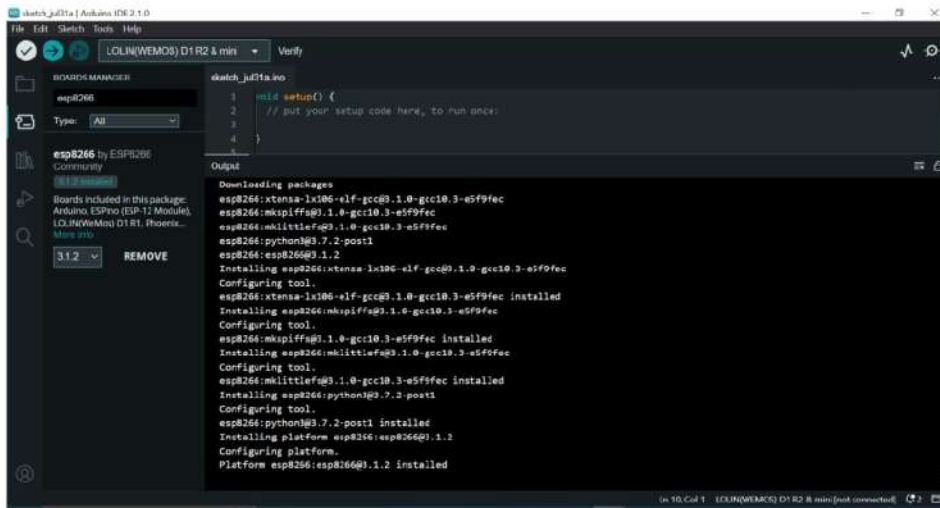 sketch_jul31a | Arduino IDE 2.1.0
File Edit Sketch Tools Help
LOLIN(WEMOS) D1 R2 & mini
Verify
BOARDS MANAGER
esp8266
Type: All
esp8266 by ESP8266
Community
3.1.2 installed
Boards included in this package:
Arduino, ESPino (ESP-12 Module),
LOLIN(WeMos) D1 R1, Phoenix...
More info
3.1.2
REMOVE
sketch_jul31a.ino
1 void setup() {
2 // put your setup code here, to run once:
3
4 }
5
Output
Downloading packages
esp8266:xtensa-lx106-elf-gcc@3.1.0-gcc10.3-e5f9fec
esp8266:mkspiffs@3.1.0-gcc10.3-e5f9fec
esp8266:mklittlefs@3.1.0-gcc10.3-e5f9fec
esp8266:python3@3.7.2-post1
esp8266:esp8266@3.1.2
Installing esp8266:xtensa-lx106-elf-gcc@3.1.0-gcc10.3-e5f9fec
Configuring tool.
esp8266:xtensa-lx106-elf-gcc@3.1.0-gcc10.3-e5f9fec installed
Installing esp8266:mkspiffs@3.1.0-gcc10.3-e5f9fec
Configuring tool.
esp8266:mkspiffs@3.1.0-gcc10.3-e5f9fec installed
Installing esp8266:mklittlefs@3.1.0-gcc10.3-e5f9fec
Configuring tool.
esp8266:mklittlefs@3.1.0-gcc10.3-e5f9fec installed
Installing esp8266:python3@3.7.2-post1
Configuring tool.
esp8266:python3@3.7.2-post1 installed
Installing platform esp8266:esp8266@3.1.2
Configuring platform.
Platform esp8266:esp8266@3.1.2 installed
Ln 10, Col 1 LOLIN(WEMOS) D1 R2 & mini [not connected] 2